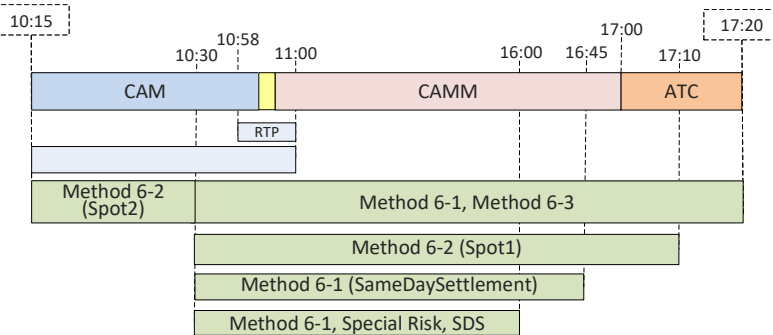 10:15
17:20
17:00
10:58
10:30
11:00
16:00
16:45
17:10
CAM
CAMM
ATC
RTP
Method 6-2
(Spot2)
Method 6-1, Method 6-3
Method 6-2 (Spot1)
Method 6-1 (SameDaySettlement)
Method 6-1, Special Risk, SDS